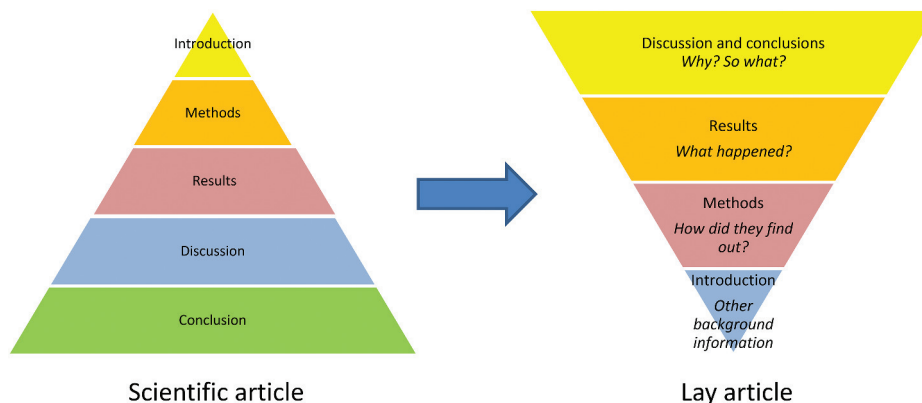 Introduction
Methods
Results
Discussion
Conclusion
Scientific article
Discussion and conclusions
Why? So what?
Results
What happened?
Methods
How did they find
out?
Introduction
Other
background
information
Lay article